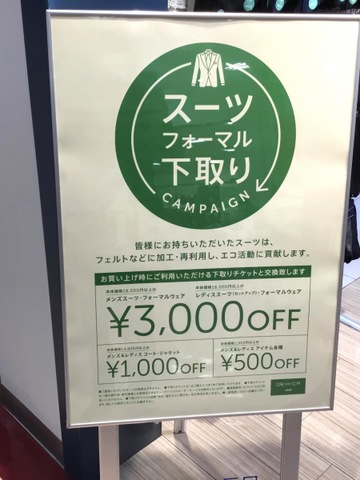 スーツ
フォーマル
下取り
CAMPAIGN
皆様にお持ちいただいたスーツは、
フェルトなどに加工・再利用し、エコ活動に貢献します。
お買い上げ時にご利用いただける下取りチケットと交換致します
メンズスーツ・フォーマルウェア
レディススーツ(セットアップ)・フォーマルウェア
¥3,000OFF
メンズ&レディス コート・ジャケット
¥1,000OFF
メンズ&レディス アイテム各種
¥500OFF
ORIHICA